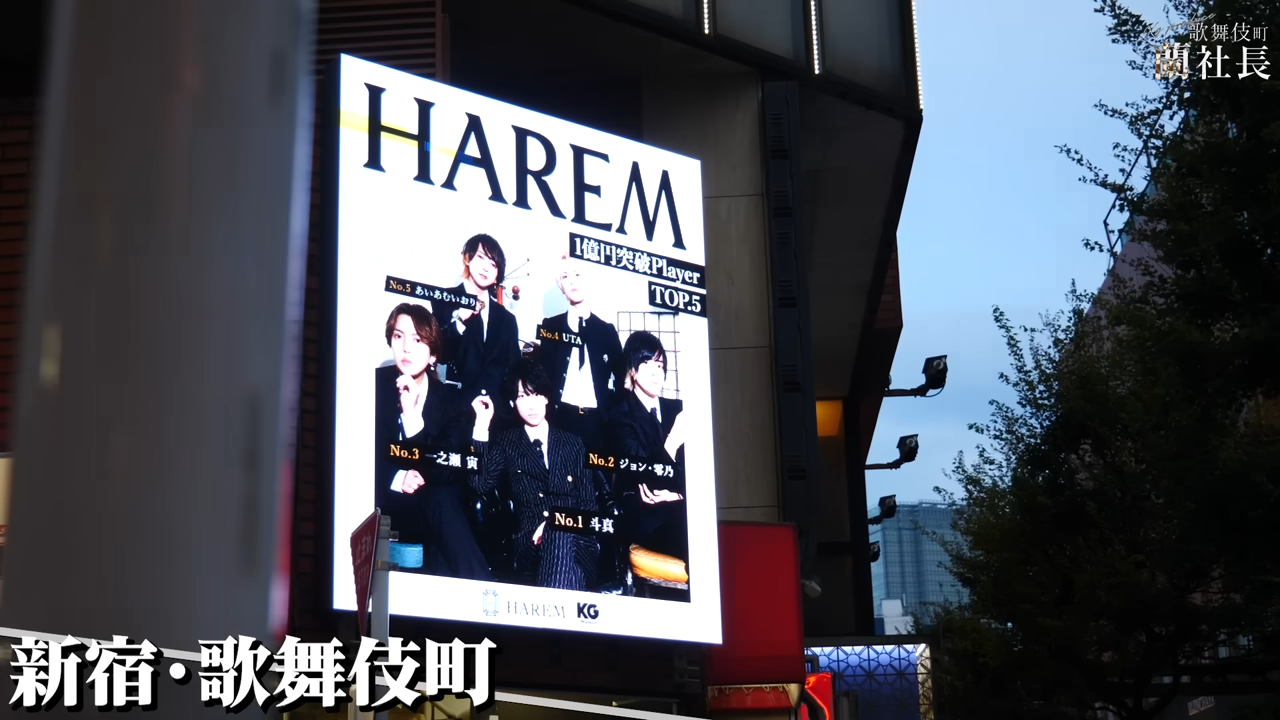 歌舞伎町
蘭社長
HAREM
1億円突破Player
TOP.5
No.5 あいあむいおり
No.4 UTA
No.3 一之瀬 寅
No.2 ジョン・零乃
No.1 斗真
HAREM KG
新宿・歌舞伎町